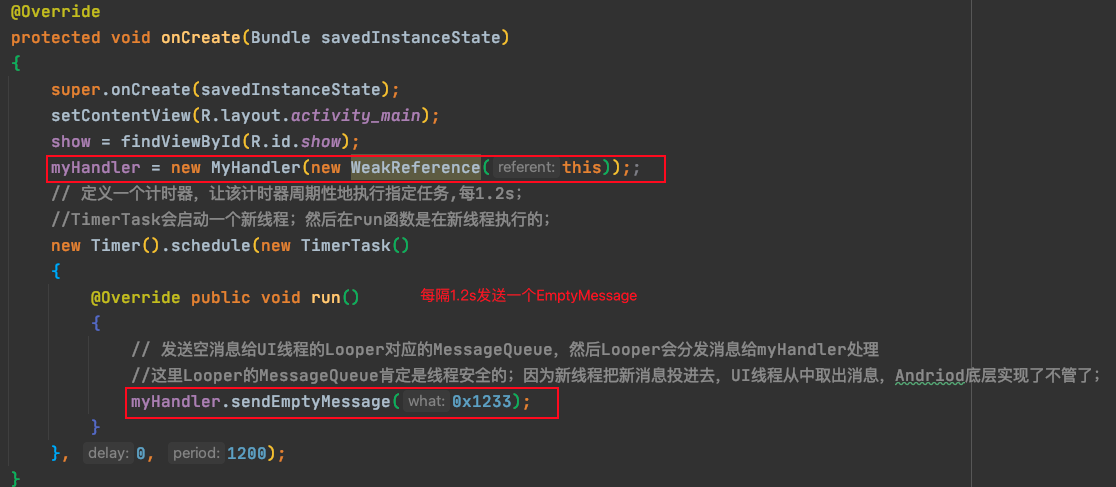 @Override
protected void onCreate(Bundle savedInstanceState)
{
super.onCreate(savedInstanceState);
setContentView(R.layout.activity_main);
show = findViewById(R.id.show);
myHandler = new MyHandler(new WeakReference( referent: this));;
// 定义一个计时器，让该计时器周期性地执行指定任务,每1.2s；
//TimerTask会启动一个新线程；然后在run函数是在新线程执行的；
new Timer().schedule(new TimerTask()
{
@Override public void run() 每隔1.2s发送一个EmptyMessage
{
// 发送空消息给UI线程的Looper对应的MessageQueue，然后Looper会分发消息给myHandler处理
//这里Looper的MessageQueue肯定是线程安全的；因为新线程把新消息投进去，UI线程从中取出消息，Andriod底层实现了不管了；
myHandler.sendEmptyMessage( what: 0x1233);
}
}, delay: 0, period: 1200);
}